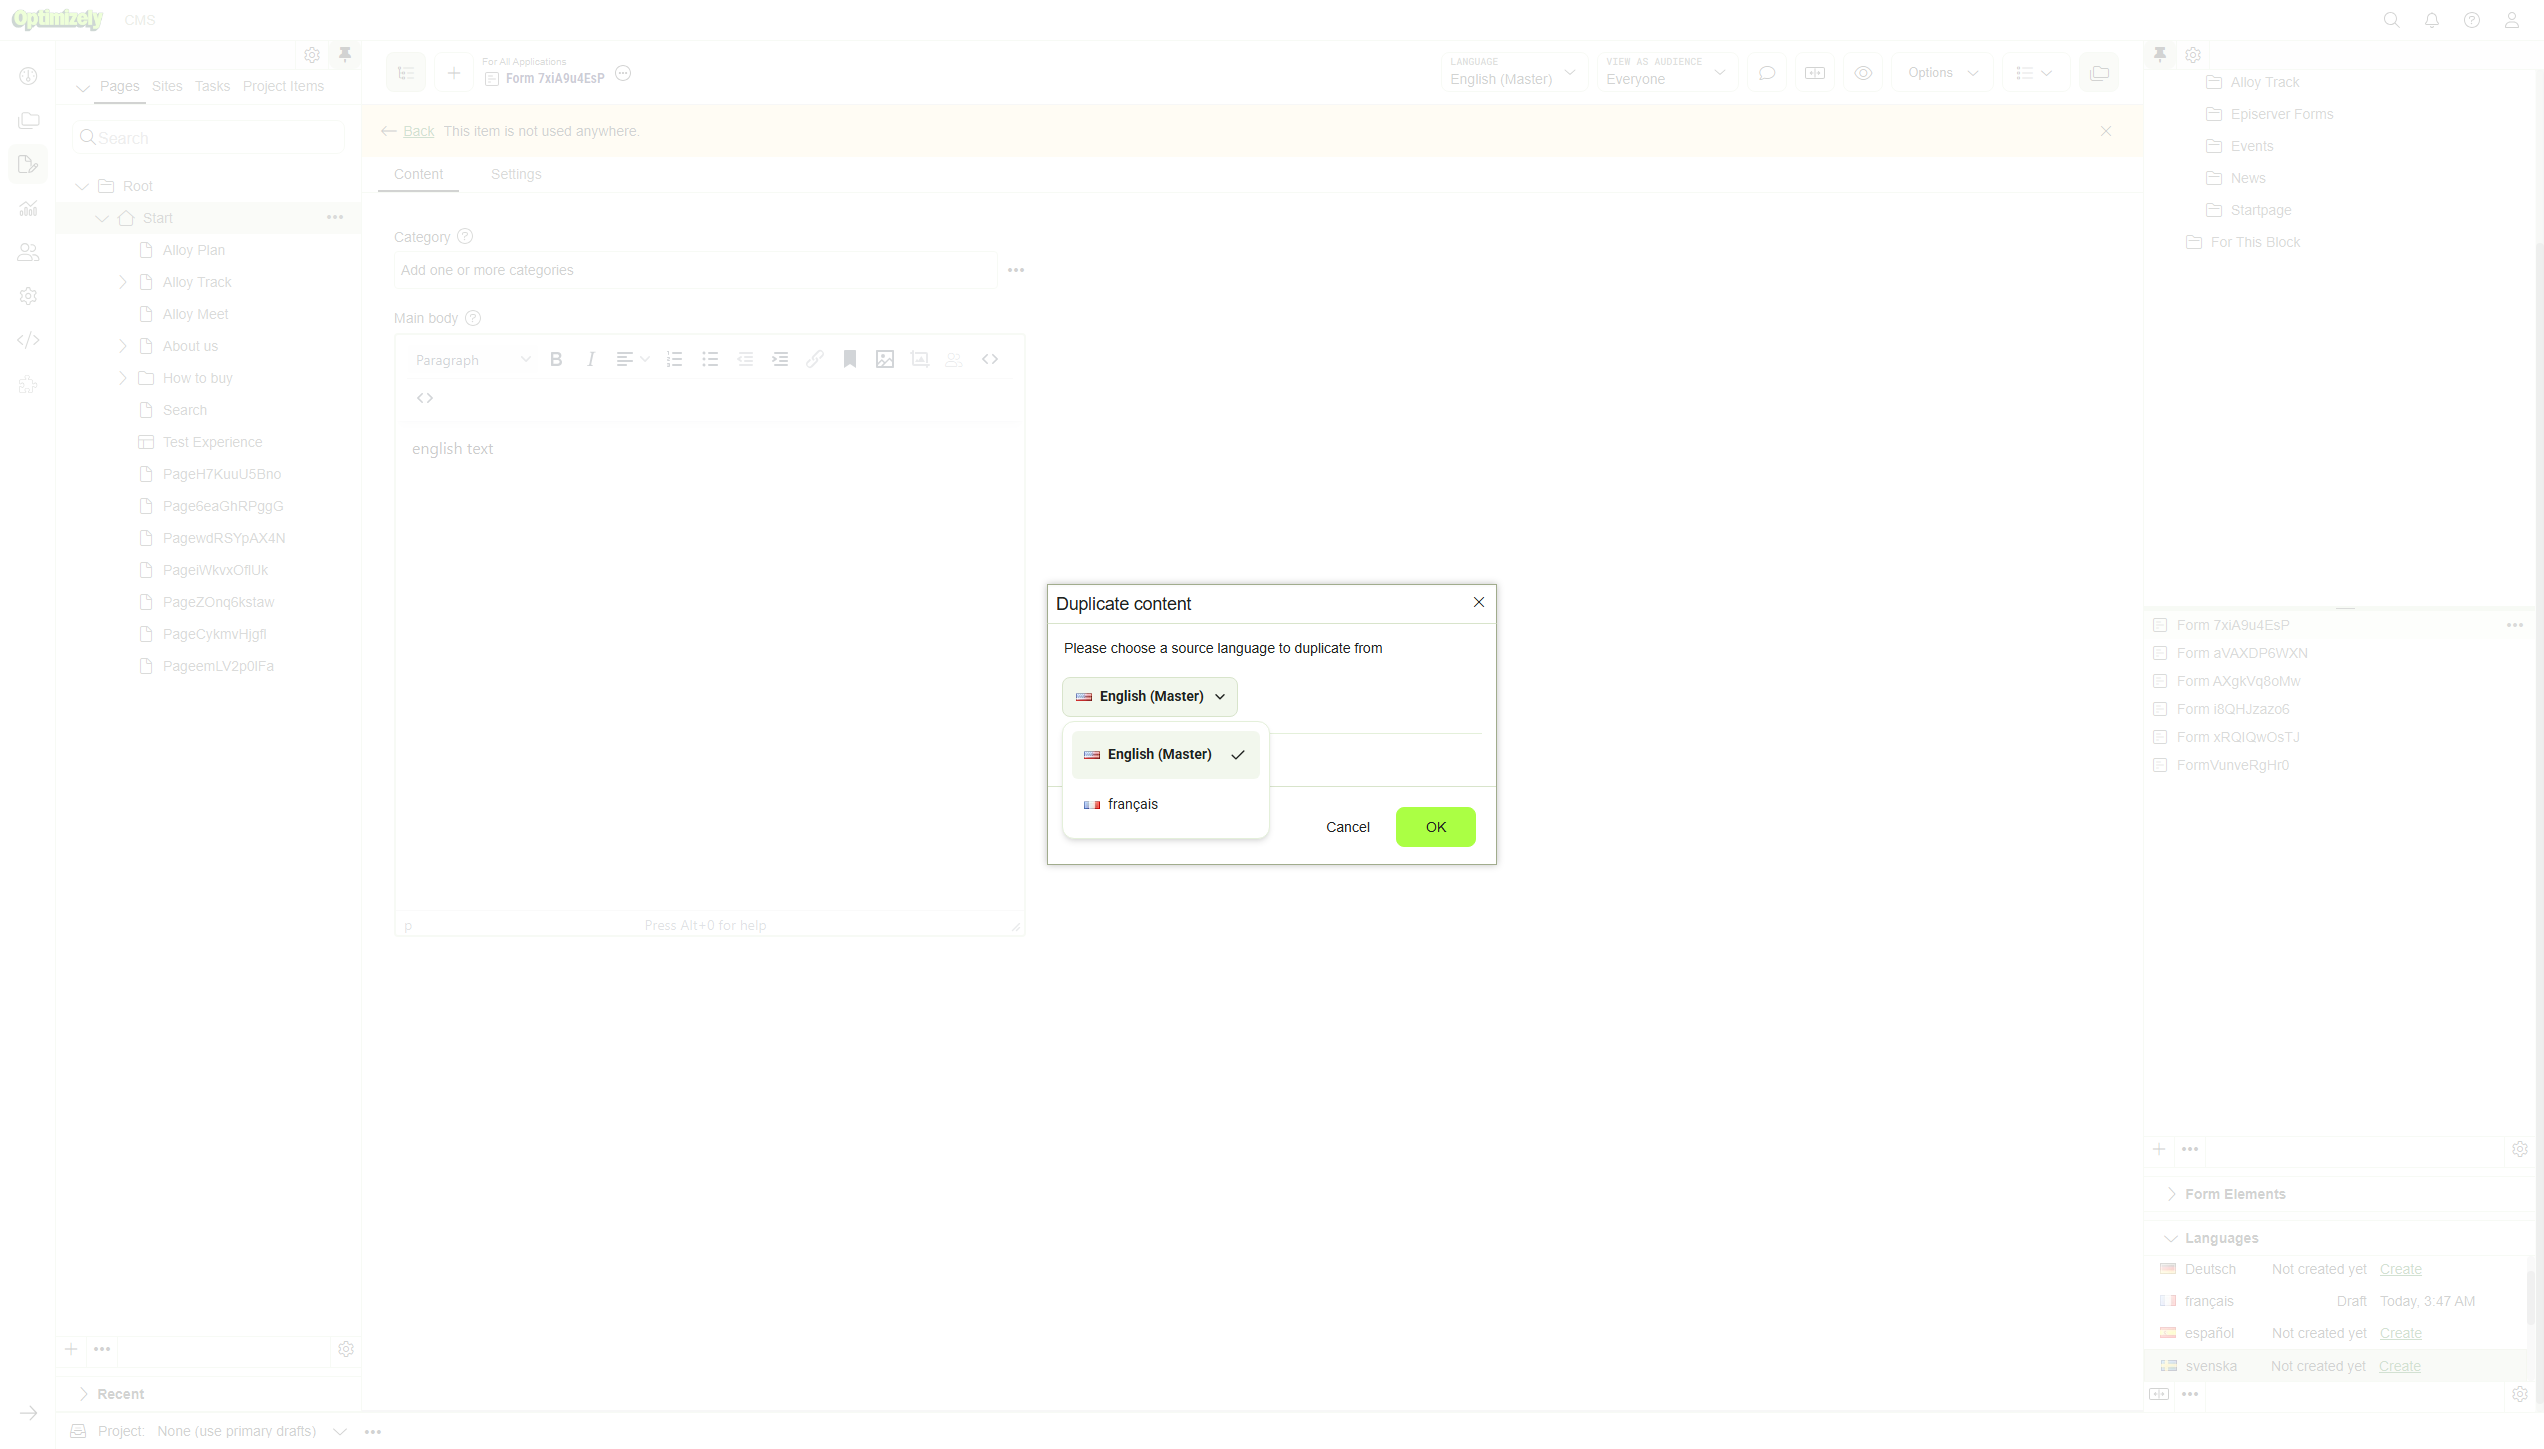 Optimizely CMS
Pages Sites Tasks Project Items
Search
Root
Start
Alloy Plan
Alloy Track
Alloy Meet
About us
How to buy
Search
Test Experience
PageH7KuuU5Bno
Page6eaGhRPggG
PagewdRSYpAX4N
PageiWkvxOflUk
PageZOnq6kstaw
PageCykmvHjgfl
PageemLV2p0IFa
Recent
Project: None (use primary drafts)
For All Applications
Form 7xiA9u4EsP
LANGUAGE
English (Master)
VIEW AS AUDIENCE
Everyone
Options
Back This item is not used anywhere.
Content Settings
Category
Add one or more categories
Main body
Paragraph
english text
p Press Alt+0 for help
Duplicate content
Please choose a source language to duplicate from
English (Master)
English (Master)
français
Cancel OK
Alloy Track
Episerver Forms
Events
News
Startpage
For This Block
Form 7xiA9u4EsP
Form aVAXDP6WXN
Form AXgkVq8oMw
Form i8QHJzazo6
Form xRQIQwOsTJ
FormVunveRgHr0
Form Elements
Languages
Deutsch Not created yet Create
français Draft Today, 3:47 AM
español Not created yet Create
svenska Not created yet Create